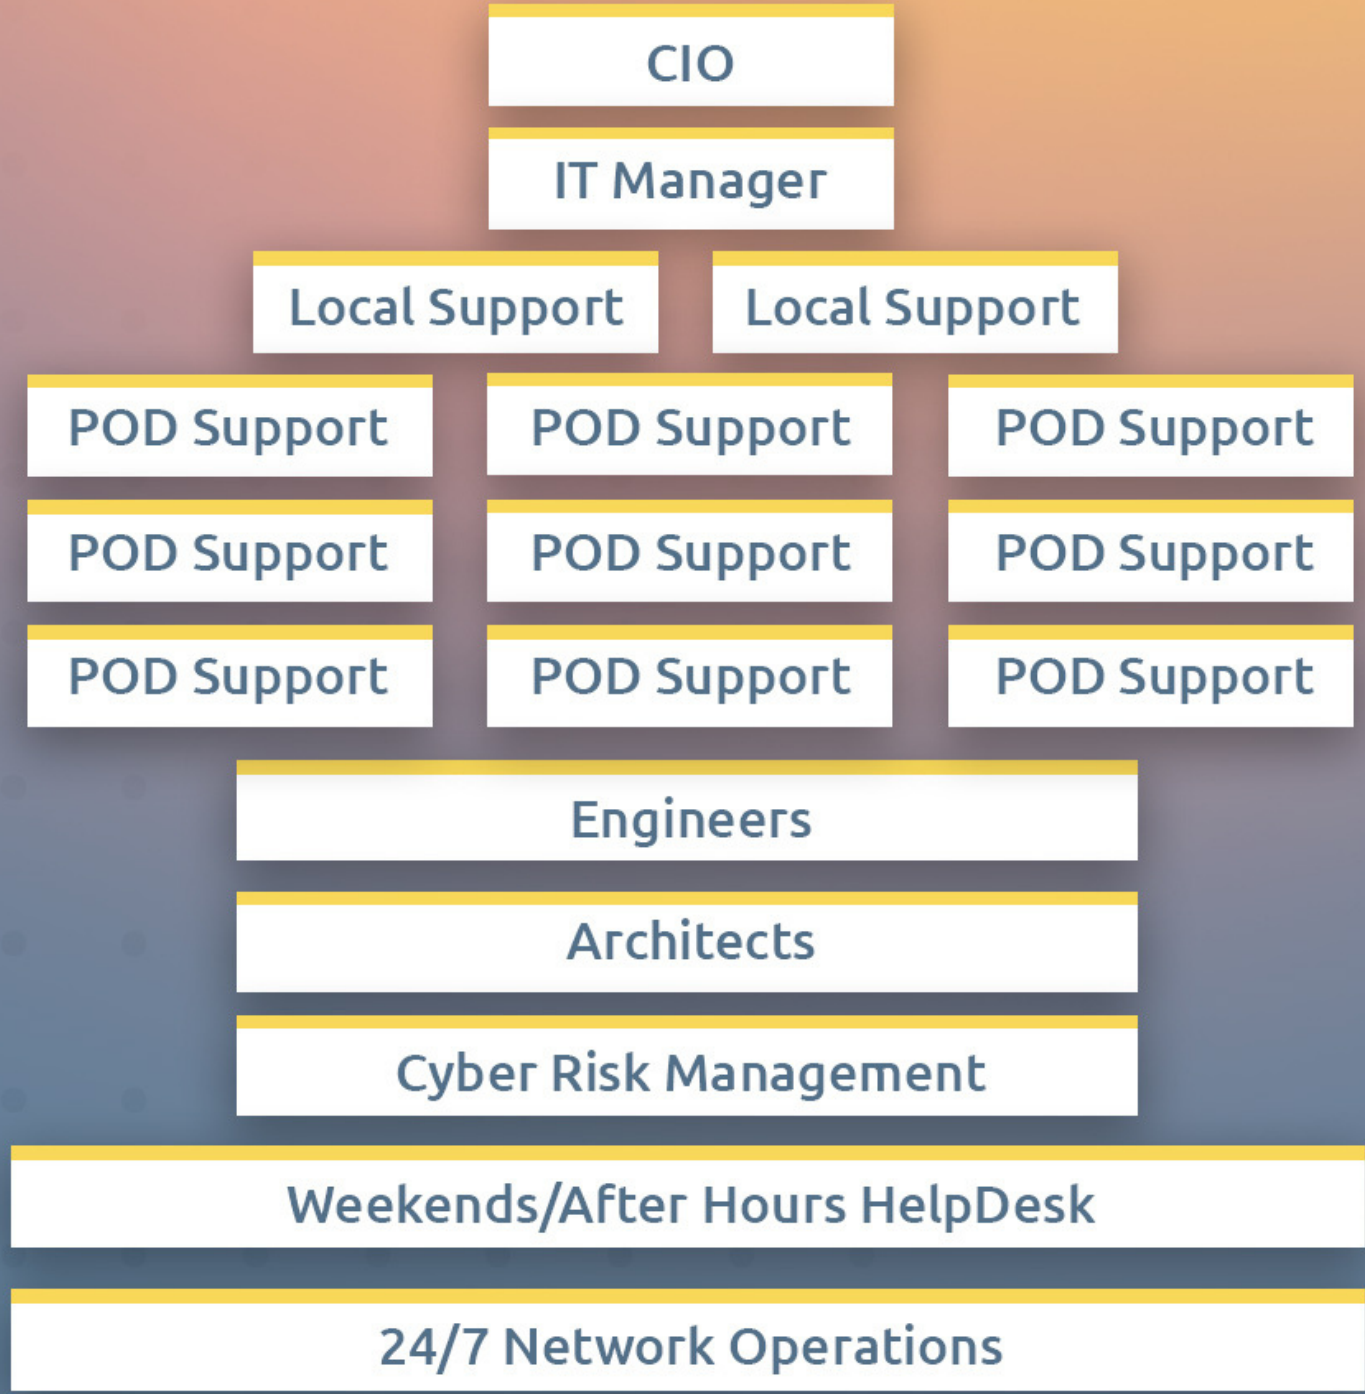 CIO
IT Manager
Local Support
Local Support
POD Support
POD Support
POD Support
POD Support
POD Support
POD Support
POD Support
POD Support
POD Support
Engineers
Architects
Cyber Risk Management
Weekends/After Hours HelpDesk
24/7 Network Operations